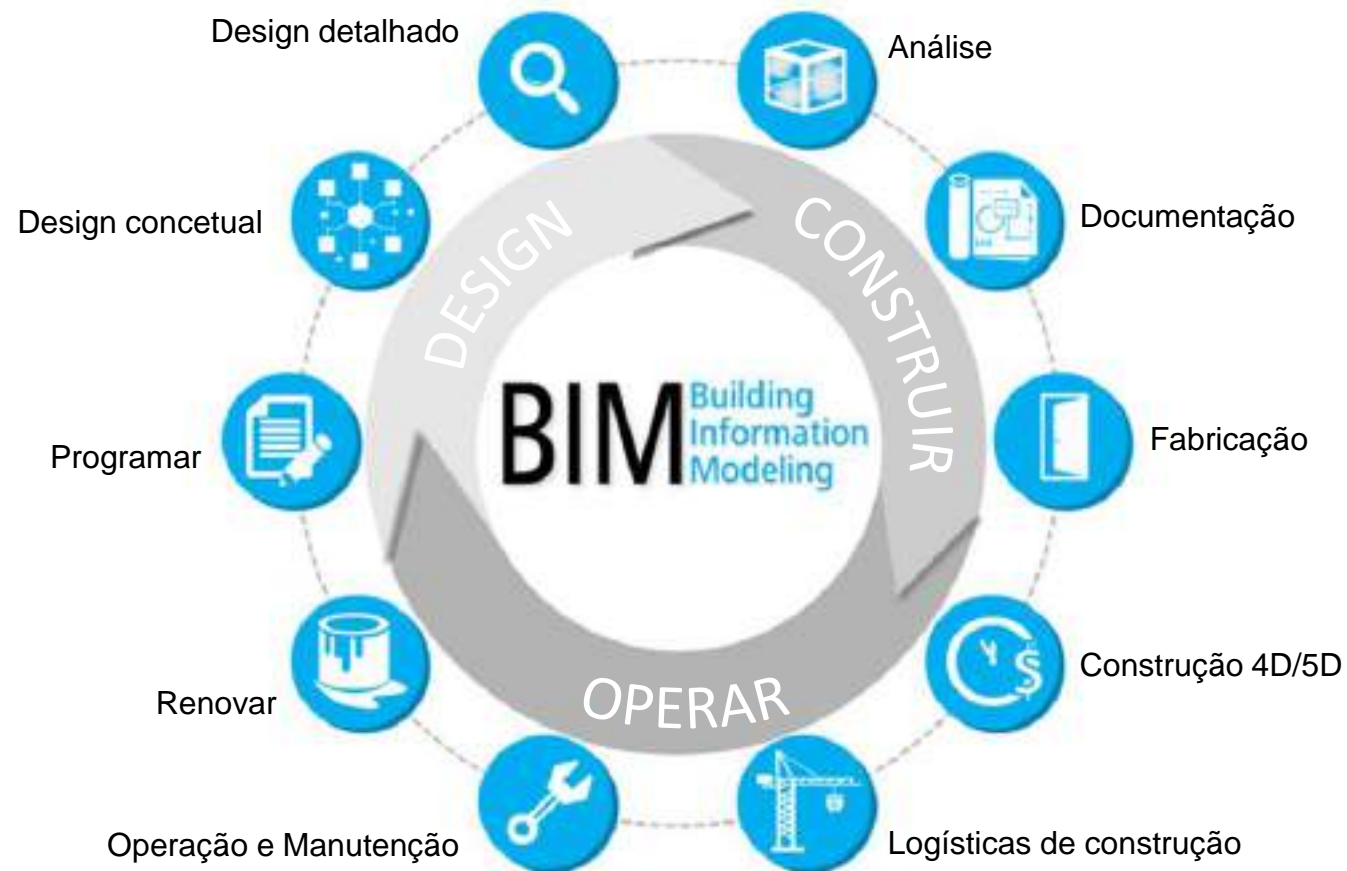 Design detalhado
Análise
Design concetual
Documentação
DESIGN
CONSTRUIR
BIM
Building
Information
Modeling
Programar
Fabricação
Renovar
Construção 4D/5D
OPERAR
Operação e Manutenção
Logísticas de construção